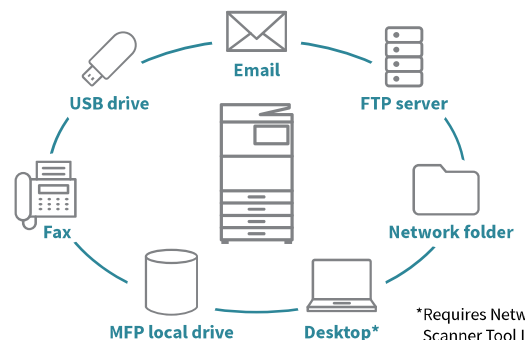 Email
USB drive
FTP server
Fax
Network folder
MFP local drive
Desktop*
*Requires
Scanner Tool